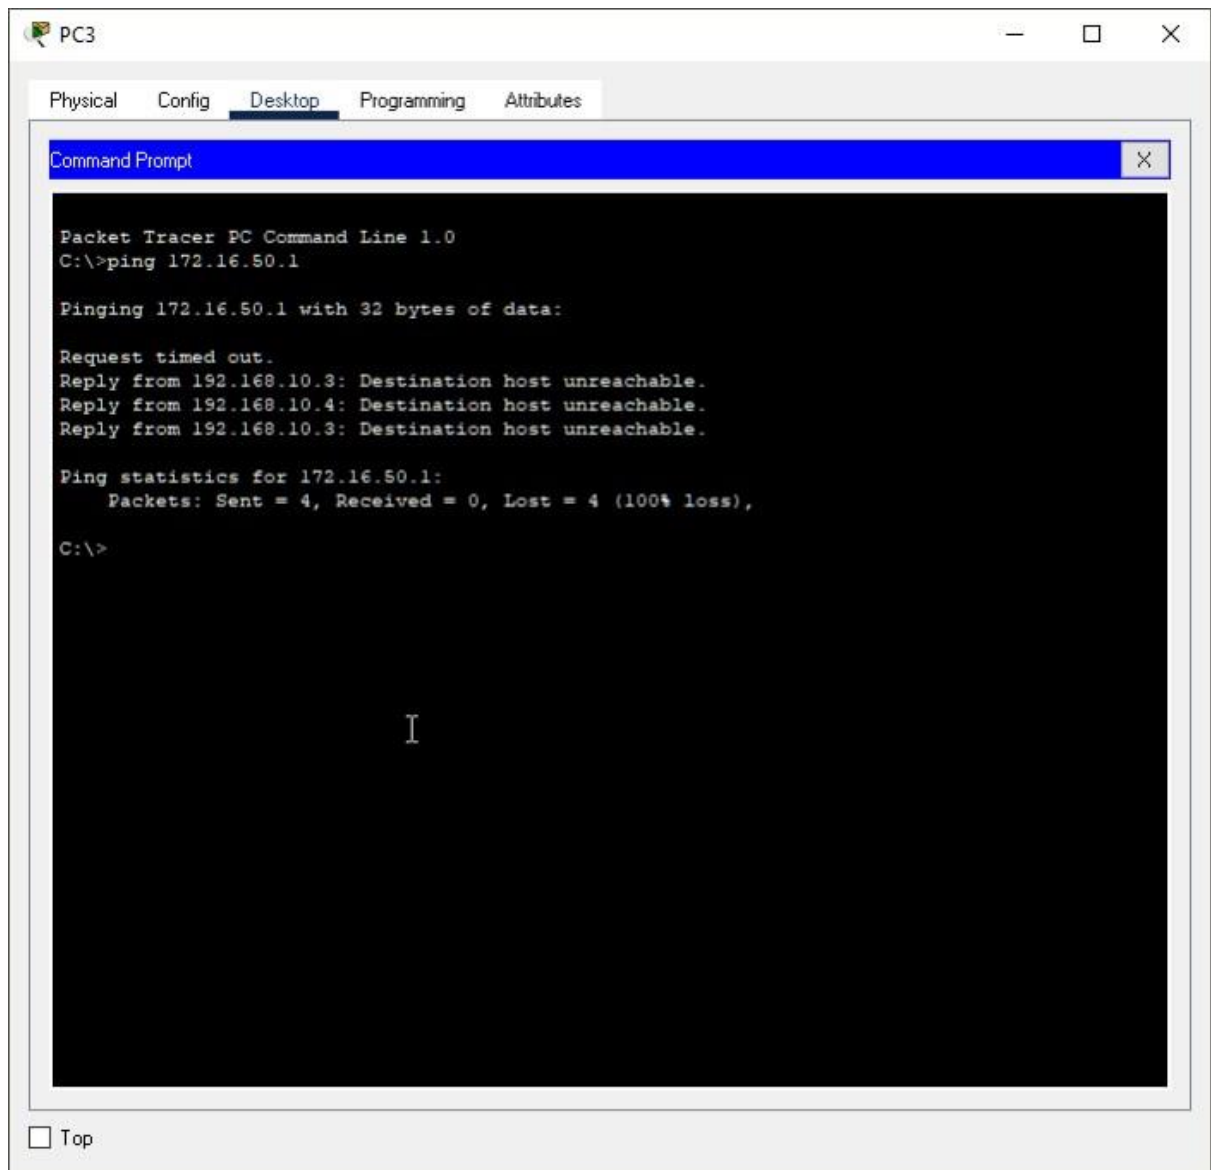 PC3
Physical Config Desktop Programming Attributes
Command Prompt
X
Packet Tracer PC Command Line 1.0
C:\>ping 172.16.50.1
Pinging 172.16.50.1 with 32 bytes of data:
Request timed out.
Reply from 192.168.10.3: Destination host unreachable.
Reply from 192.168.10.4: Destination host unreachable.
Reply from 192.168.10.3: Destination host unreachable.
Ping statistics for 172.16.50.1:
Packets: Sent = 4, Received = 0, Lost = 4 (100% loss),
C:\>
Top